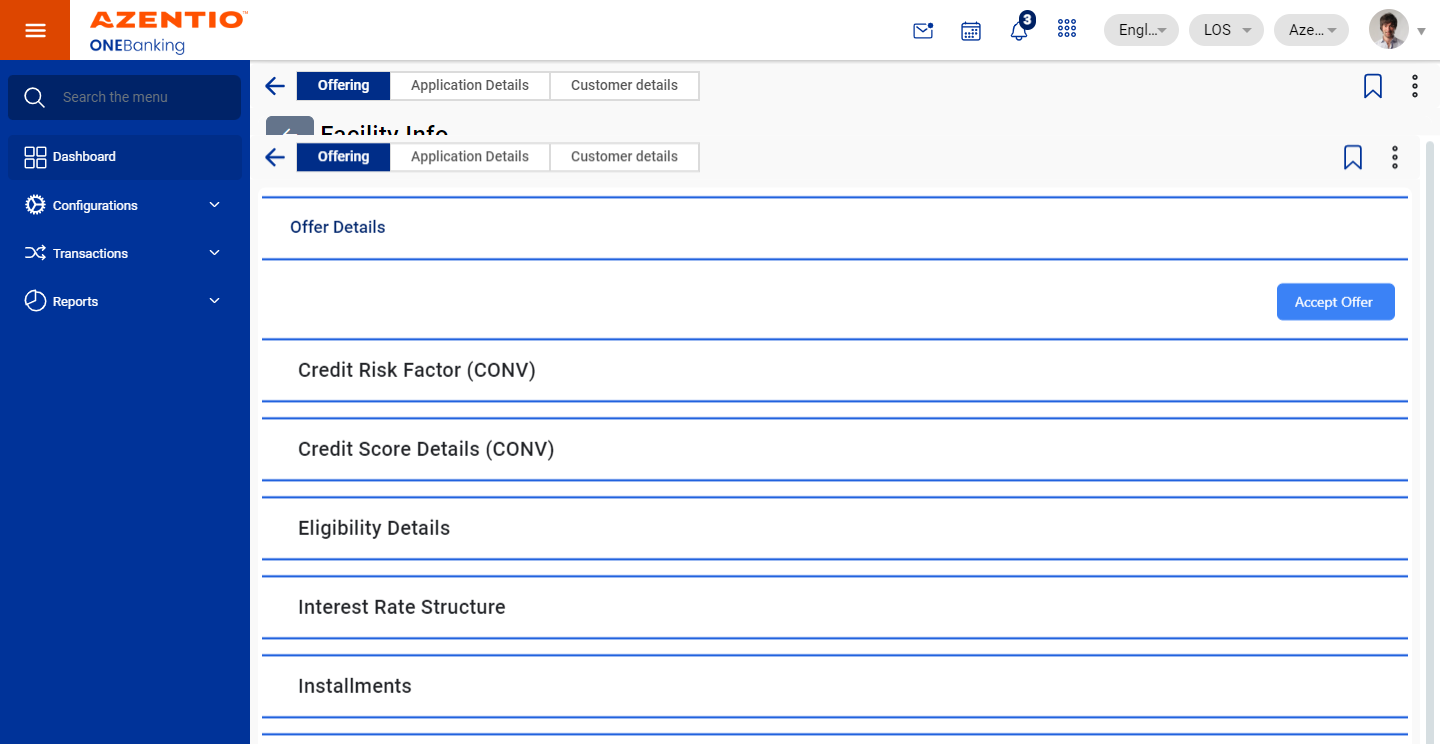 AZENTIO™
ONEBanking
3
Engl...
LOS
Aze...
Search the menu
Dashboard
Configurations
Transactions
Reports
Offering
Application Details
Customer details
Facility Info
Offering
Application Details
Customer details
Offer Details
Accept Offer
Credit Risk Factor (CONV)
Credit Score Details (CONV)
Eligibility Details
Interest Rate Structure
Installments